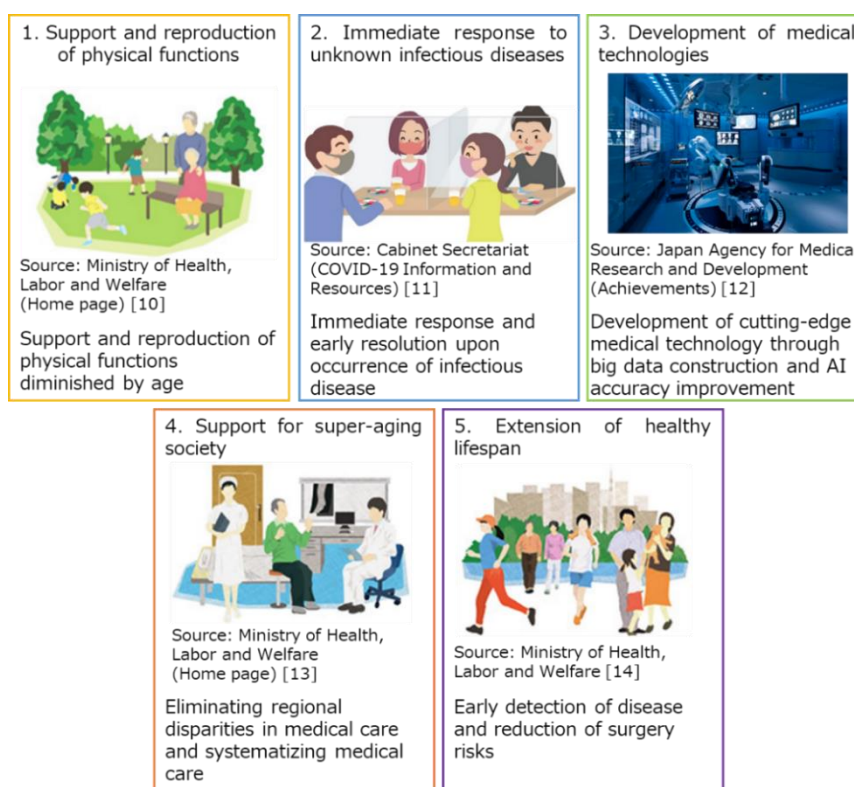 1. Support and reproduction
of physical functions
Source: Ministry of Health,
Labor and Welfare
(Home page) [10]
Support and reproduction of
physical functions
diminished by age
2. Immediate response to
unknown infectious diseases
Source: Cabinet Secretariat
(COVID-19 Information and
Resources) [11]
Immediate response and
early resolution upon
occurrence of infectious
disease
3. Development of medical
technologies
Source: Japan Agency for Medica
Research and Development
(Achievements) [12]
Development of cutting-edge
medical technology through
big data construction and AI
accuracy improvement
4. Support for super-aging
society
Source: Ministry of Health,
Labor and Welfare
(Home page) [13]
Eliminating regional
disparities in medical care
and systematizing medical
care
5. Extension of healthy
lifespan
Source: Ministry of Health,
Labor and Welfare [14]
Early detection of disease
and reduction of surgery
risks